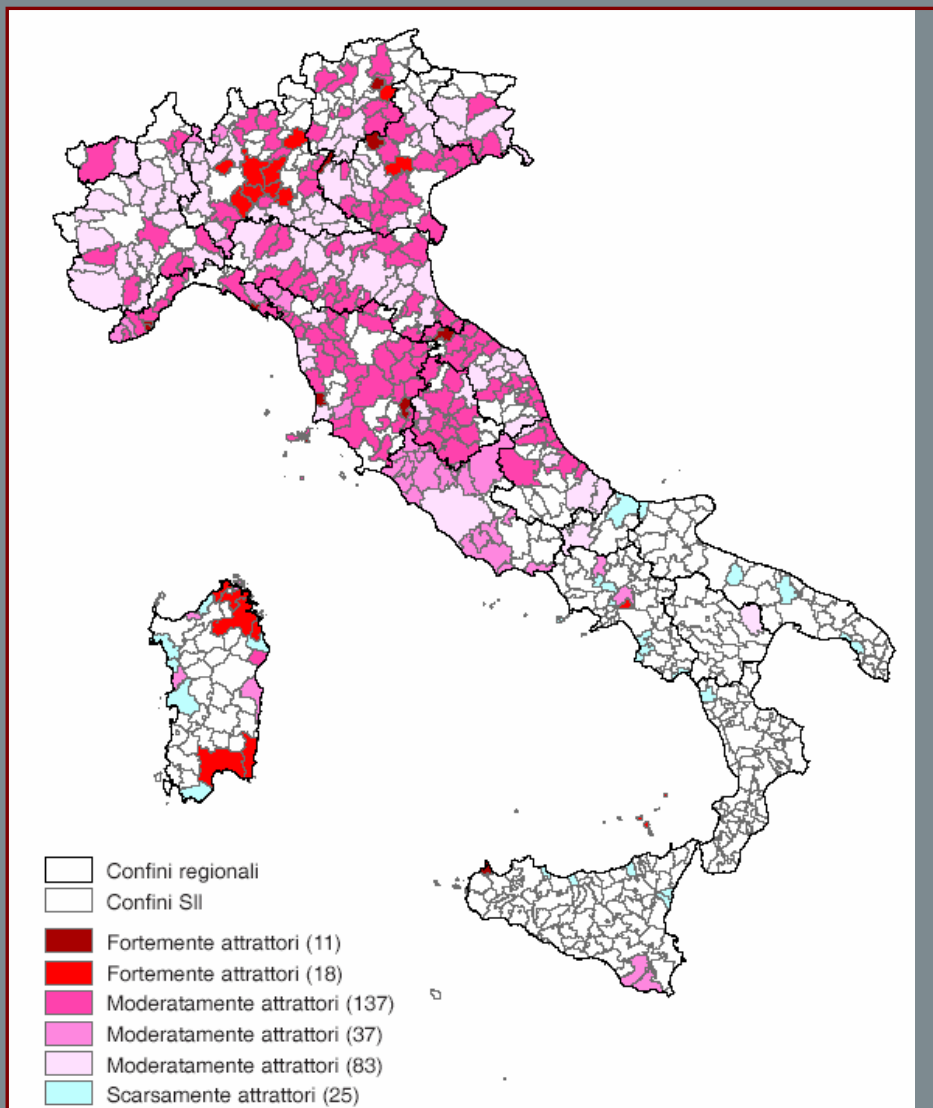 Confini regionali
Confini Sll
Fortemente attrattori (11)
Fortemente attrattori (18)
Moderatamente attrattori (137)
Moderatamente attrattori (37)
Moderatamente attrattori (83)
Scarsamente attrattori (25)